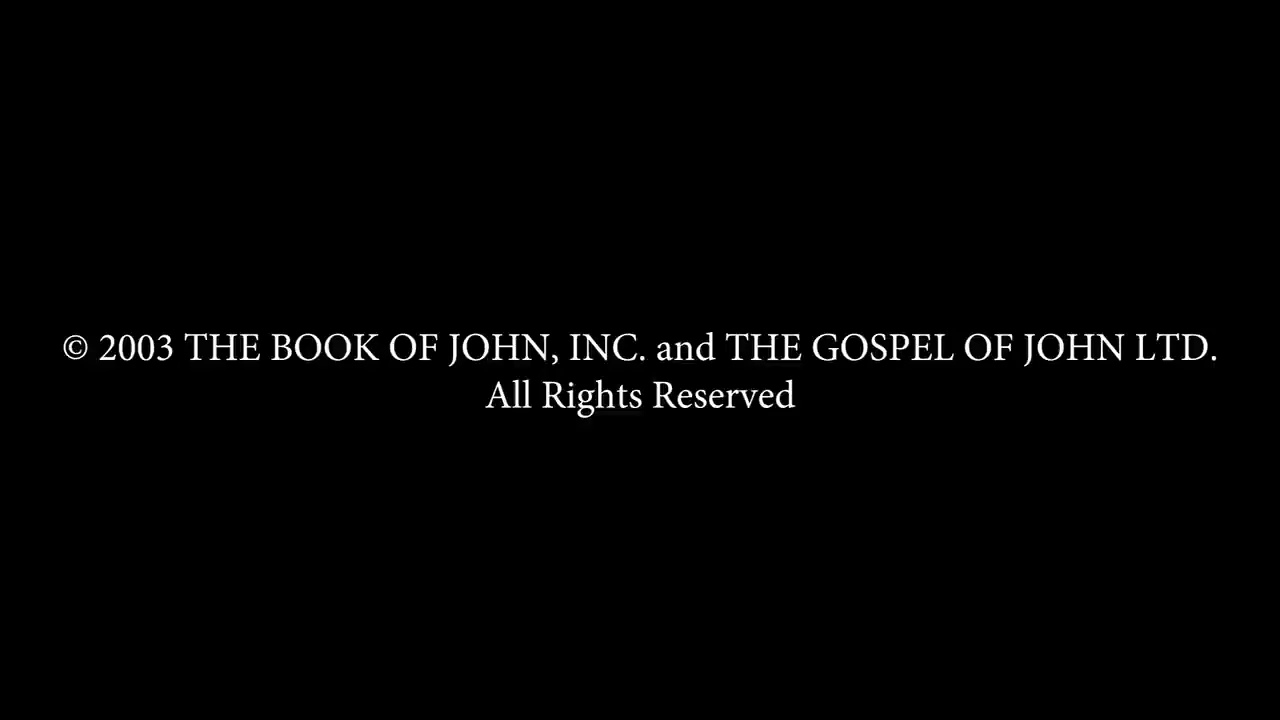 © 2003 THE BOOK OF JOHN, INC. and THE GOSPEL OF JOHN LTD.
All Rights Reserved